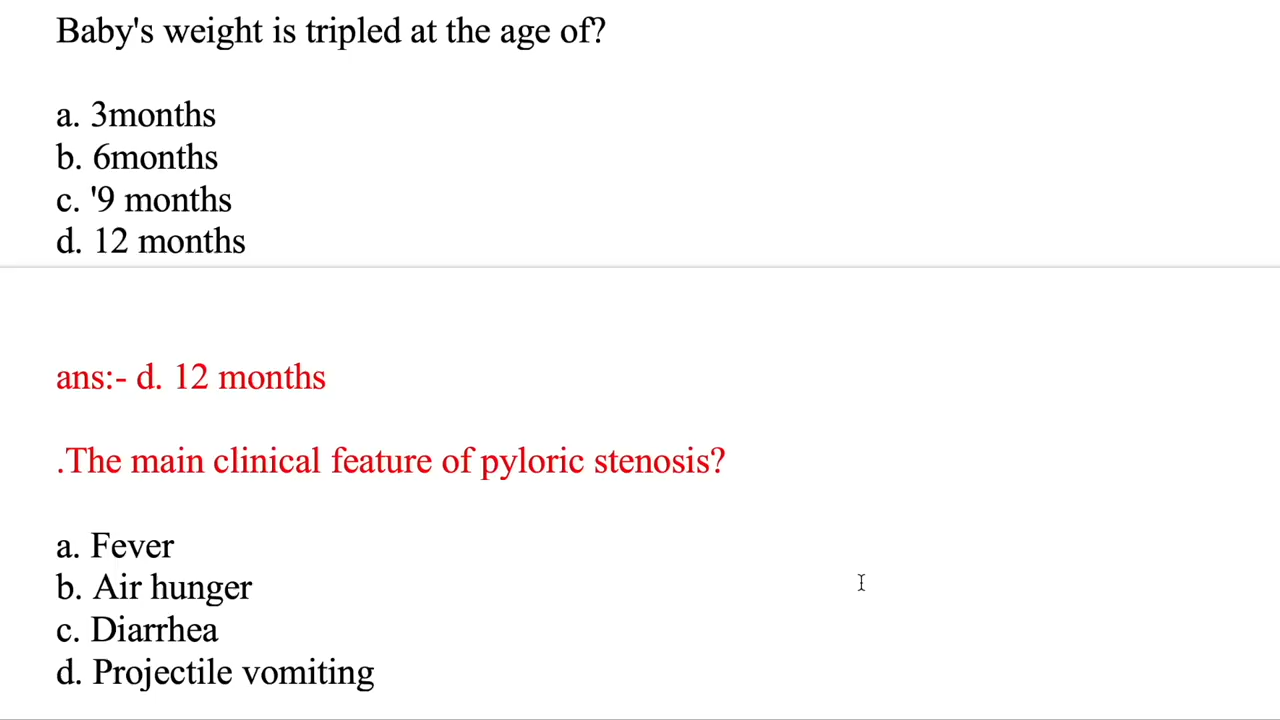 Baby's weight is tripled at the age of?
a. 3months
b. 6months
c. '9 months
d. 12 months
ans:- d. 12 months
.The main clinical feature of pyloric stenosis?
a. Fever
b. Air hunger
c. Diarrhea
d. Projectile vomiting